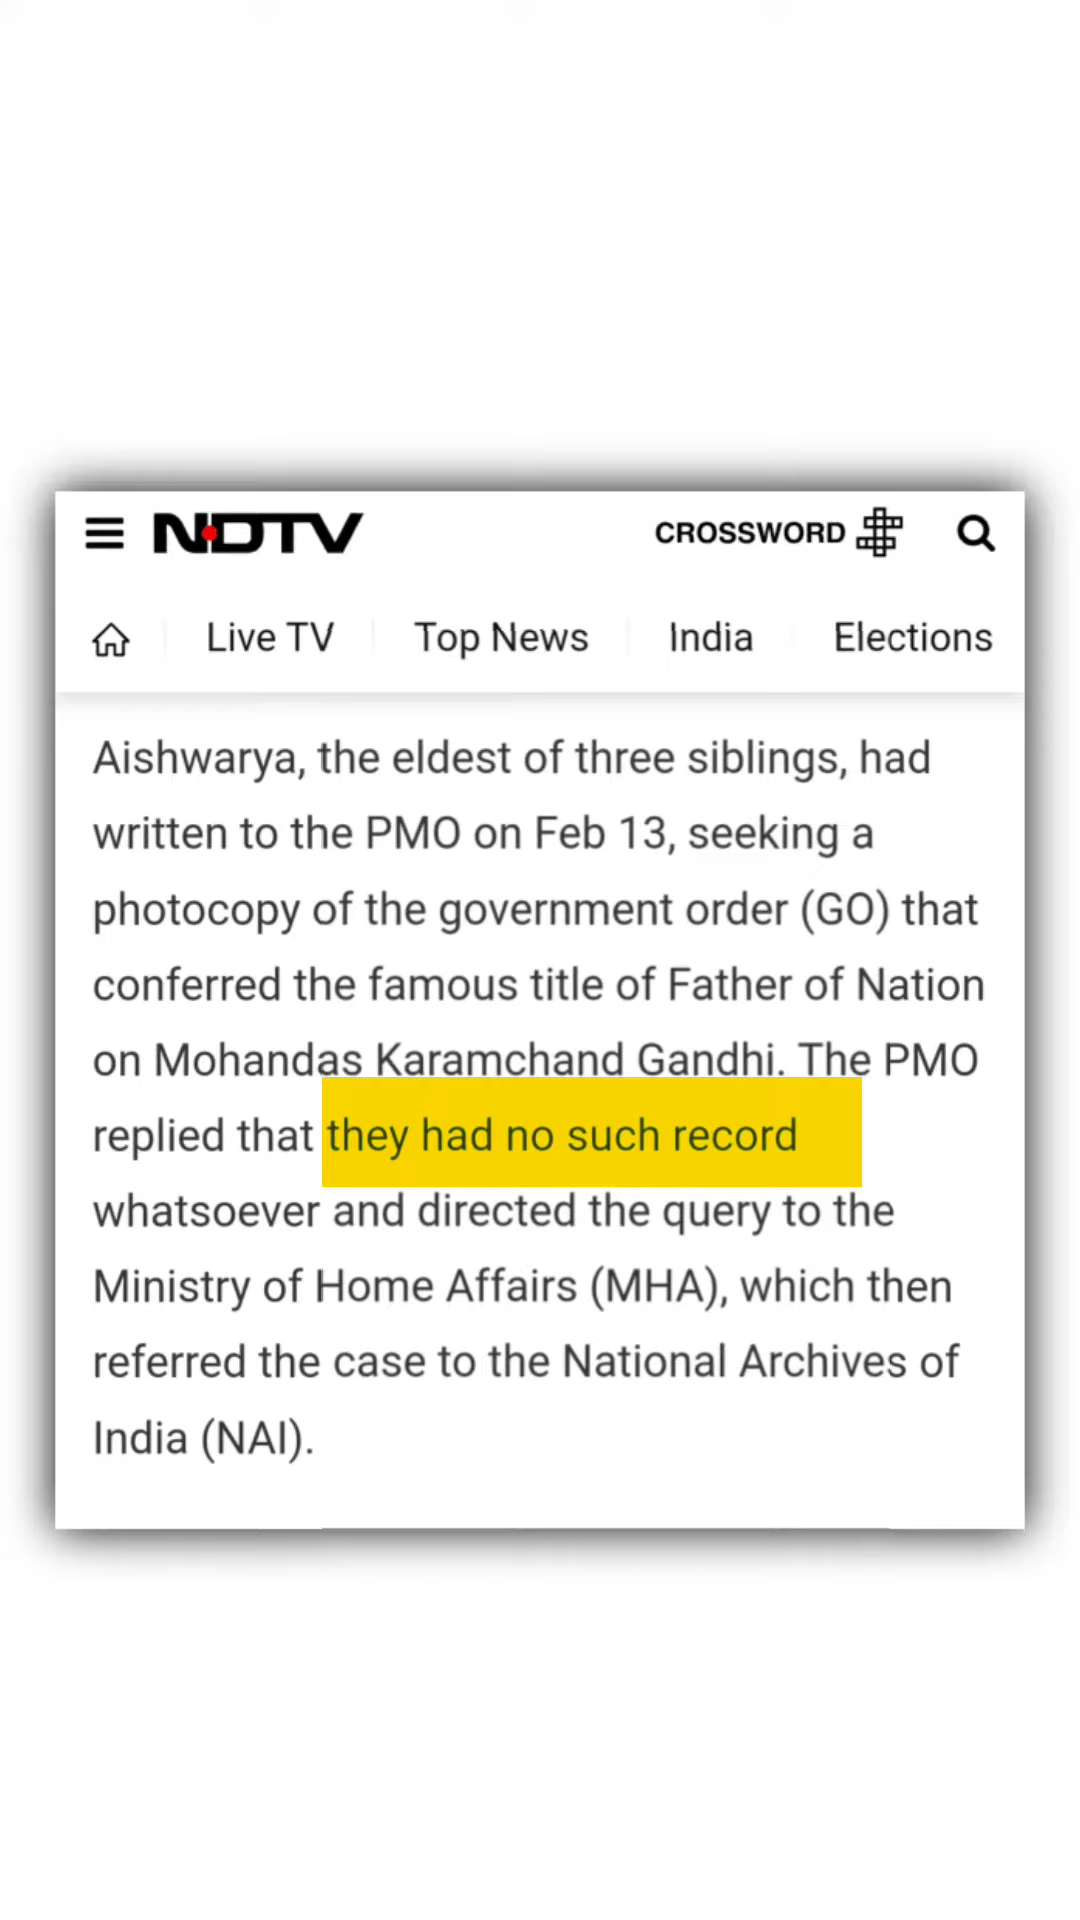 NDTV
CROSSWORD
Live TV
Top News
India
Elections
Aishwarya, the eldest of three siblings, had
written to the PMO on Feb 13, seeking a
photocopy of the government order (GO) that
conferred the famous title of Father of Nation
on Mohandas Karamchand Gandhi. The PMO
replied that they had no such record
whatsoever and directed the query to the
Ministry of Home Affairs (MHA), which then
referred the case to the National Archives of
India (NAI).